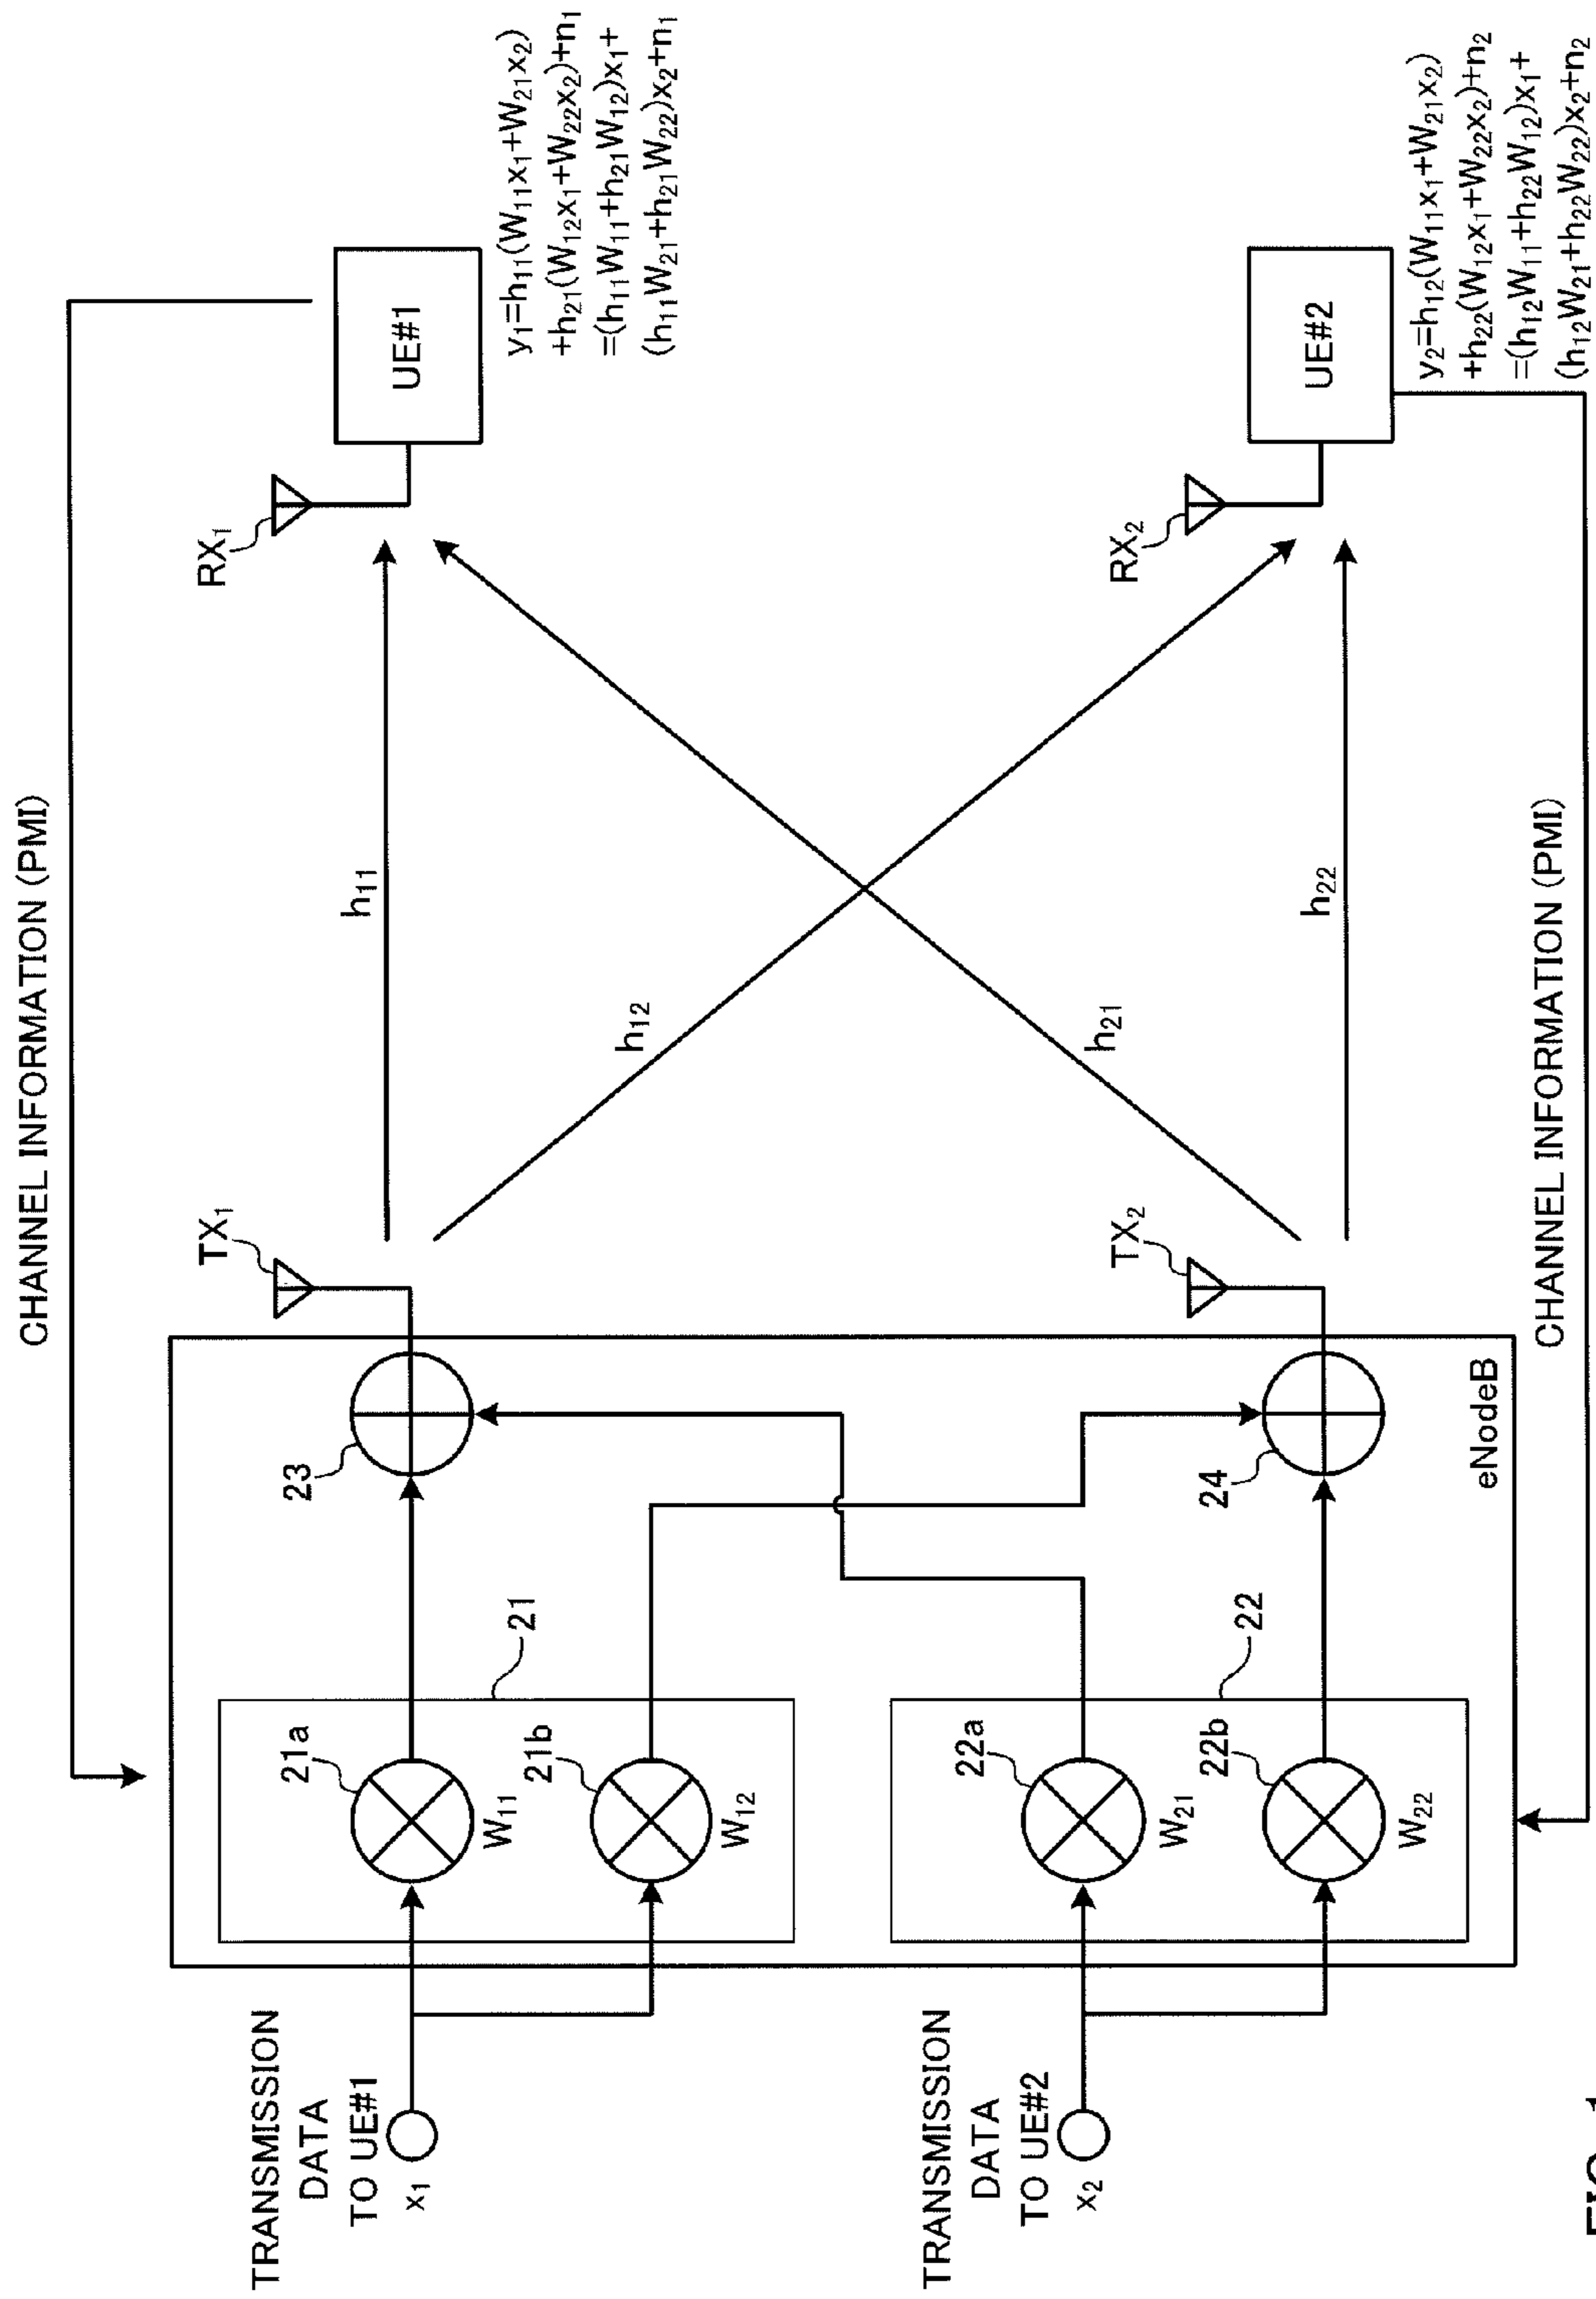 CHANNEL INFORMATION (PMI)
TRANSMISSION
DATA
TO UE#1
x₁
21a
W₁₁
21b
W₁₂
21
23
TX₁
h₁₁
h₁₂
RX₁
UE#1
y₁=h₁₁(W₁₁x₁+W₂₁x₂)
+h₂₁(W₁₂x₁+W₂₂x₂)+n₁
=(h₁₁W₁₁+h₂₁W₁₂)x₁+
(h₁₁W₂₁+h₂₁W₂₂)x₂+n₁
TRANSMISSION
DATA
TO UE#2
x₂
22a
W₂₁
22b
W₂₂
22
24
eNodeB
TX₂
h₂₁
h₂₂
RX₂
UE#2
y₂=h₁₂(W₁₁x₁+W₂₁x₂)
+h₂₂(W₁₂x₁+W₂₂x₂)+n₂
=(h₁₂W₁₁+h₂₂W₁₂)x₁+
(h₁₂W₂₁+h₂₂W₂₂)x₂+n₂
CHANNEL INFORMATION (PMI)